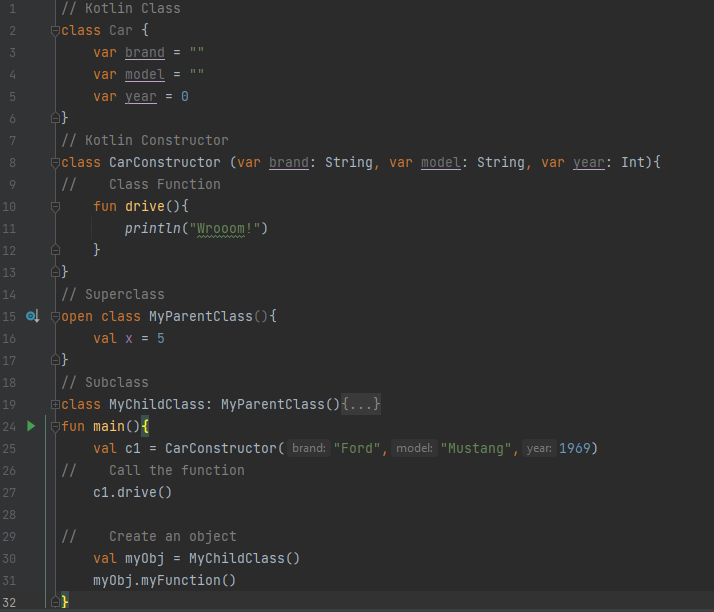 1 // Kotlin Class
2 class Car {
3     var brand = ""
4     var model = ""
5     var year = 0
6 }
7 // Kotlin Constructor
8 class CarConstructor (var brand: String, var model: String, var year: Int){
9 //    Class Function
10     fun drive(){
11         println("Wrooom!")
12     }
13 }
14 // Superclass
15 open class MyParentClass(){
16     val x = 5
17 }
18 // Subclass
19 class MyChildClass: MyParentClass(){...}
24 fun main(){
25     val c1 = CarConstructor( brand: "Ford", model: "Mustang", year: 1969)
26 //    Call the function
27     c1.drive()
28
29 //    Create an object
30     val myObj = MyChildClass()
31     myObj.myFunction()
32 }